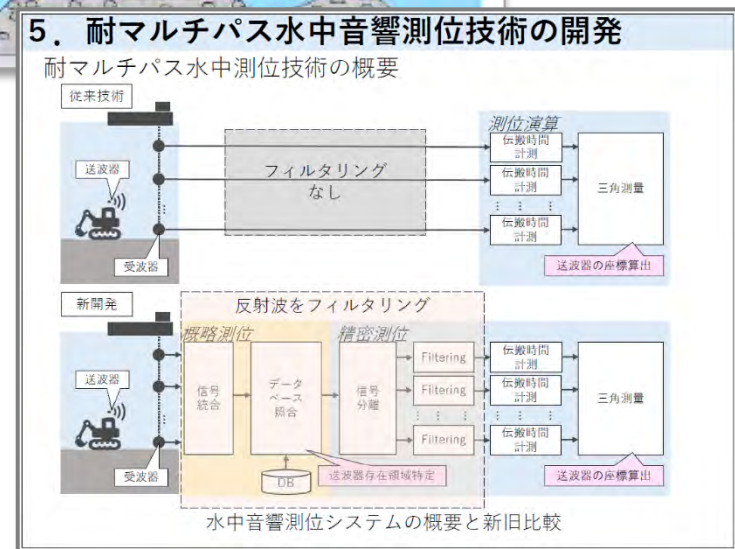 5．耐マルチパス水中音響測位技術の開発
耐マルチパス水中測位技術の概要
従来技術
送波器
受波器
フィルタリング
なし
測位演算
伝搬時間
計測
伝搬時間
計測
伝搬時間
計測
三角測量
送波器の座標算出
新開発
反射波をフィルタリング
送波器
受波器
概略測位
信号
統合
データ
ベース
照合
DB
送波器存在領域特定
精密測位
信号
分離
Filtering
Filtering
Filtering
伝搬時間
計測
伝搬時間
計測
伝搬時間
計測
三角測量
送波器の座標算出
水中音響測位システムの概要と新旧比較